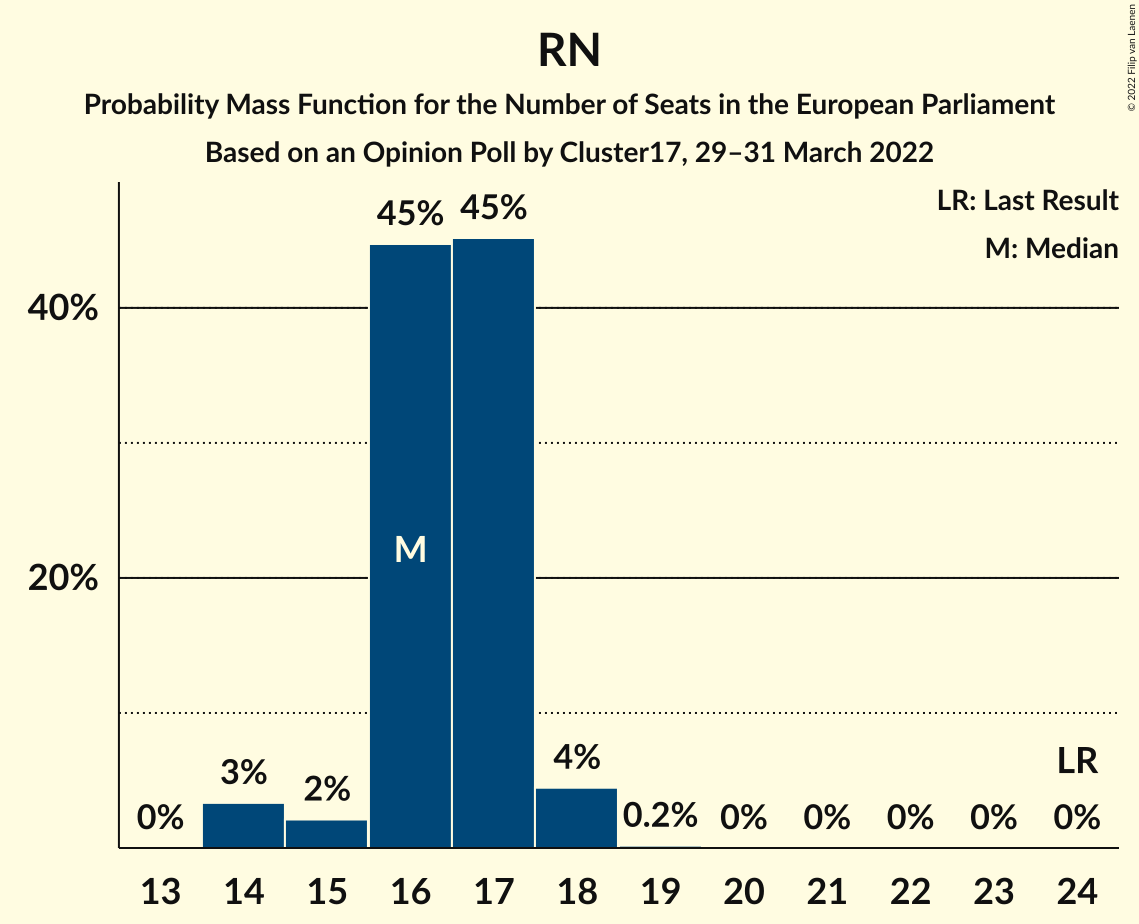 RN
Probability Mass Function for the Number of Seats in the European Parliament
Based on an Opinion Poll by Cluster17, 29–31 March 2022
© 2022 Filip van Laenen
LR: Last Result
M: Median
45% 45%
40%
M
20%
LR
0% 3% 2% 4% 0.2% 0% 0% 0% 0% 0%
13 14 15 16 17 18 19 20 21 22 23 24